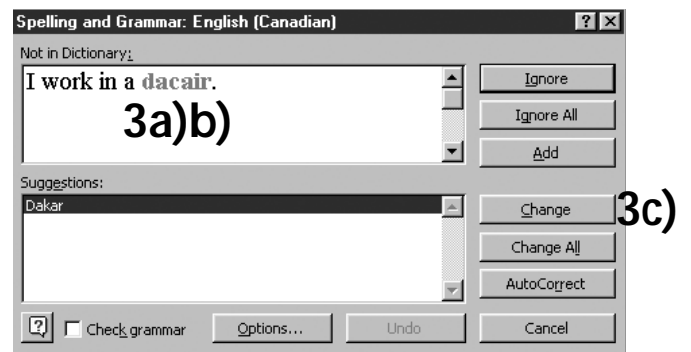 Spelling and Grammar: English (Canadian)
Not in Dictionary:
I work in a dacair.
3a)b)
Ignore
Ignore All
Add
Suggestions:
Dakar
Change
3c)
Change All
AutoCorrect
Check grammar
Options...
Undo
Cancel